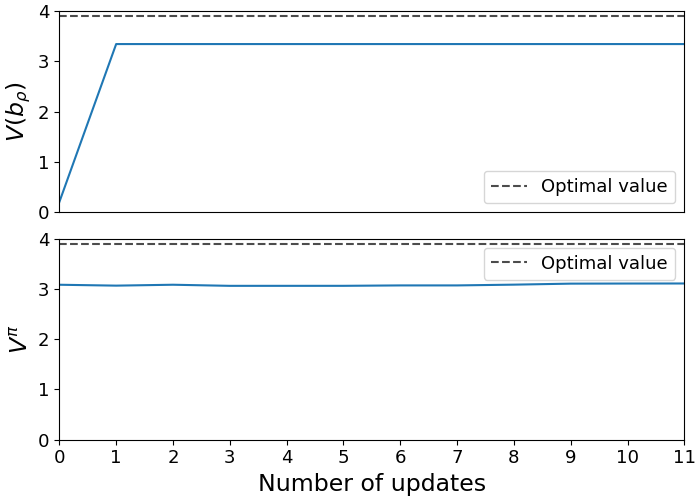 4
3
2
1
0
V(b_ρ)
Optimal value
4
3
2
1
0
V^π
Optimal value
0 1 2 3 4 5 6 7 8 9 10 11
Number of updates